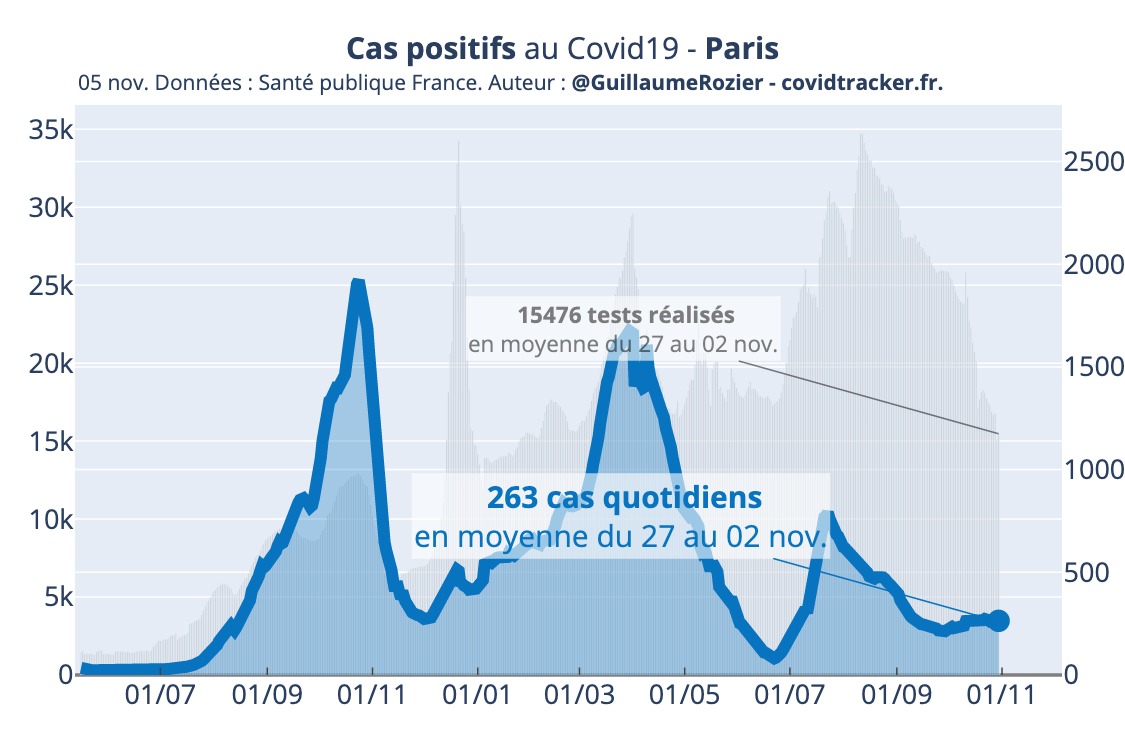 Cas positifs au Covid19 - Paris
05 nov. Données : Santé publique France. Auteur : @GuillaumeRozier - covidtracker.fr.
35k
30k
25k
20k
15k
10k
5k
0
2500
2000
1500
1000
500
0
15476 tests réalisés
en moyenne du 27 au 02 nov.
263 cas quotidiens
en moyenne du 27 au 02 nov.
01/07 01/09 01/11 01/01 01/03 01/05 01/07 01/09 01/11